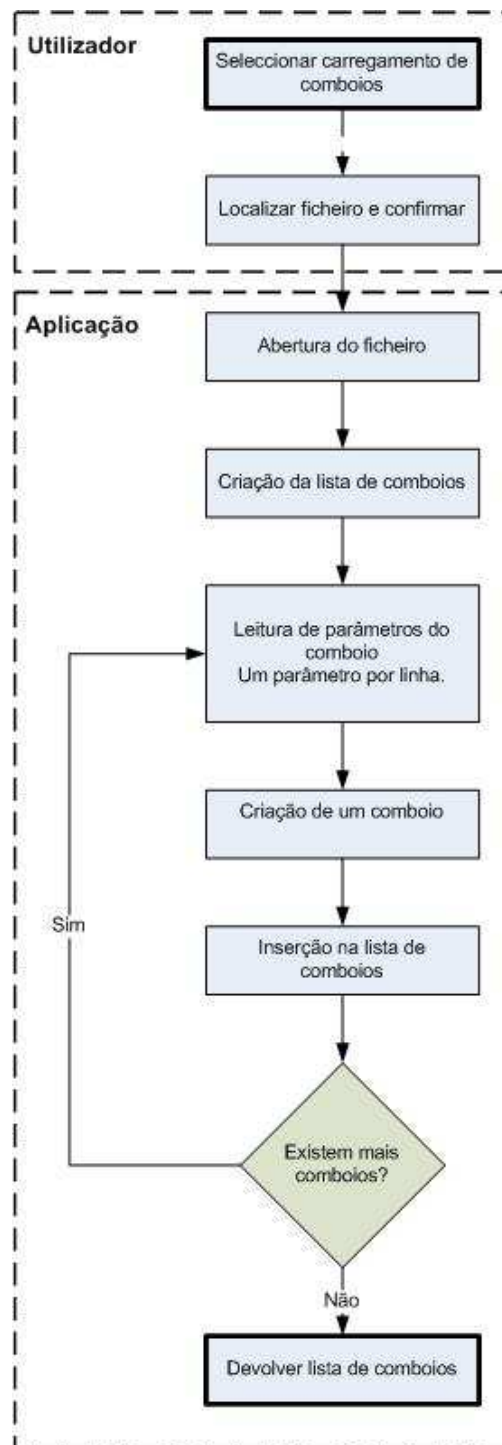 Utilizador
Seleccionar carregamento de
comboios
Localizar ficheiro e confirmar
Aplicação
Abertura do ficheiro
Criação da lista de comboios
Leitura de parâmetros do
comboio
Um parâmetro por linha.
Criação de um comboio
Sim
Inserção na lista de
comboios
Existem mais
comboios?
Não
Devolver lista de comboios